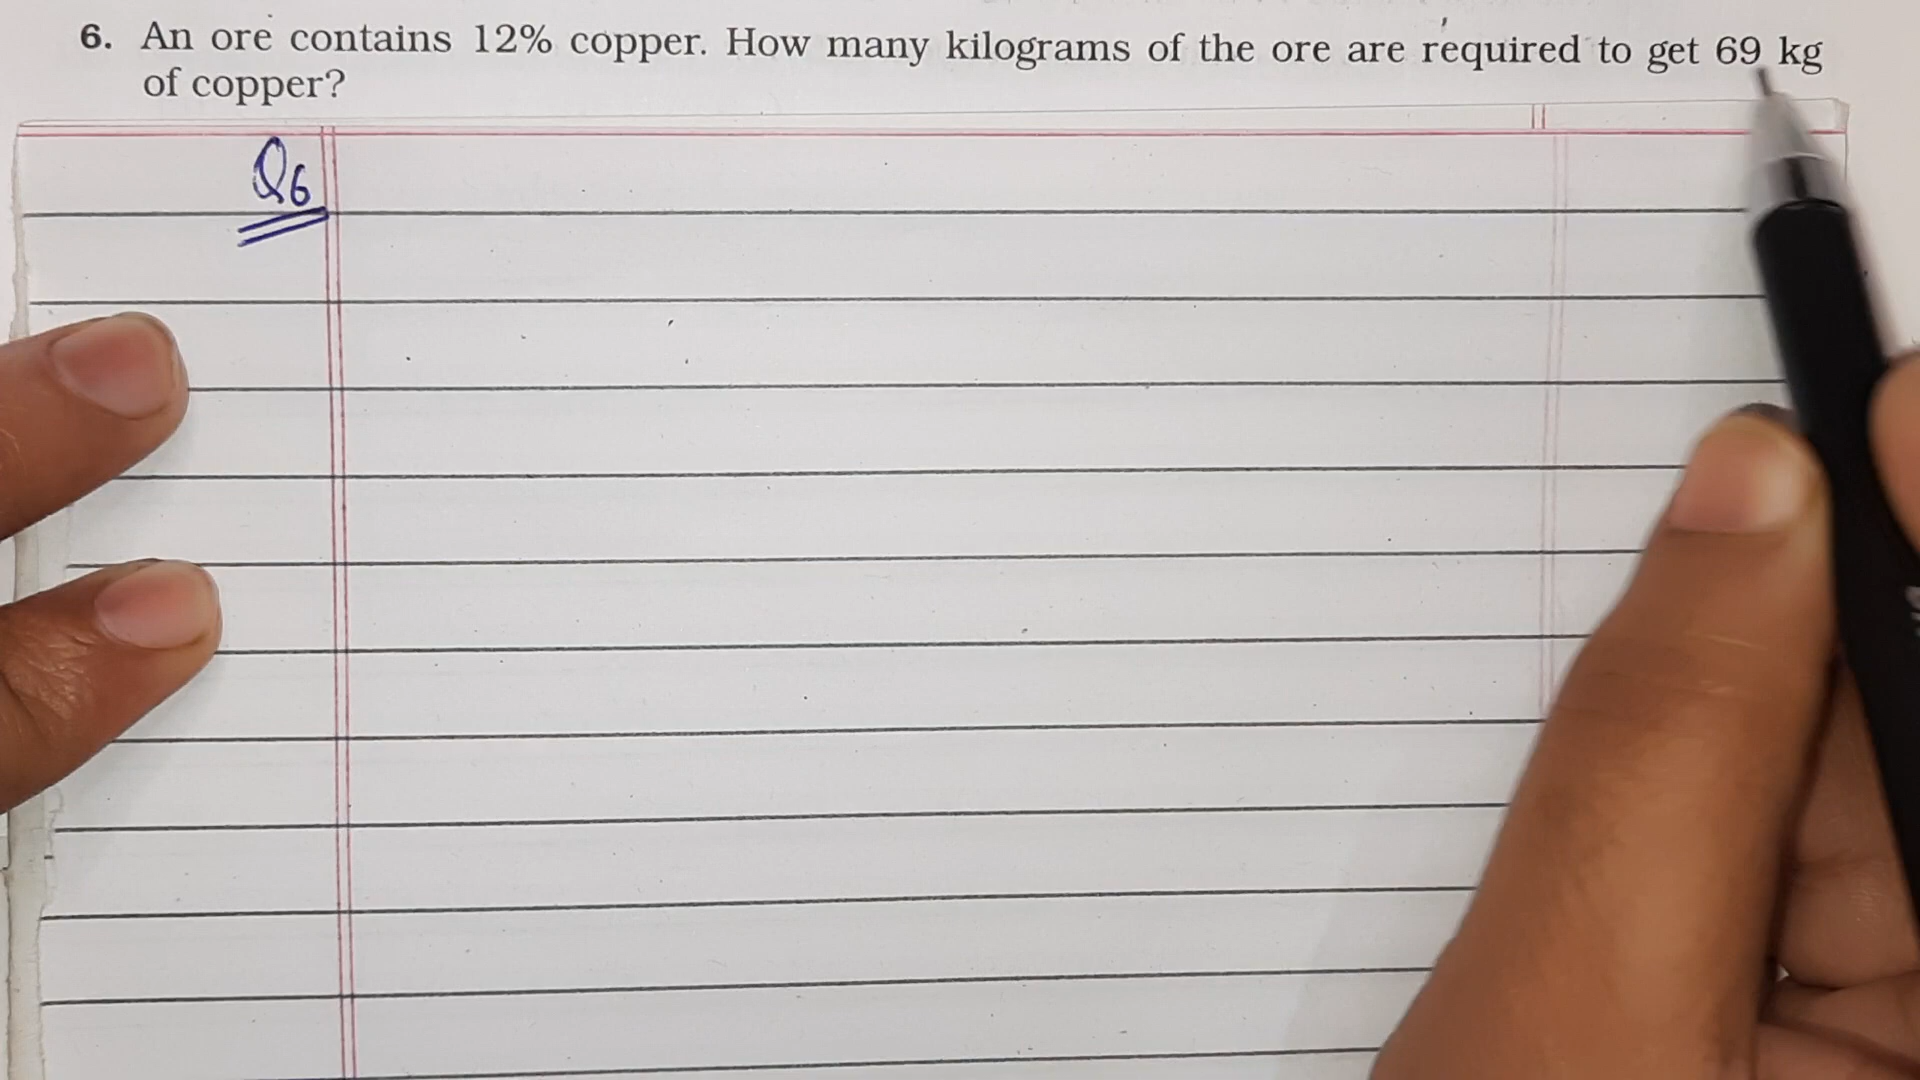 6. An ore contains 12% copper. How many kilograms of the ore are required to get 69 kg
of copper?
Q6